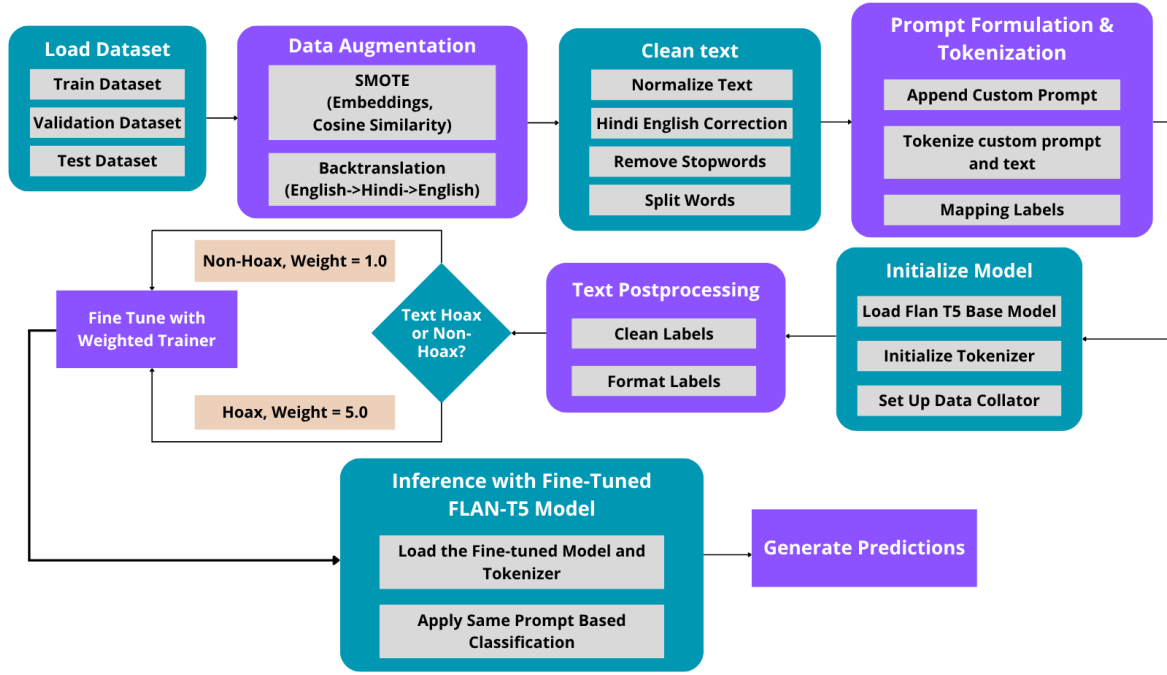 Load Dataset
Train Dataset
Validation Dataset
Test Dataset
Data Augmentation
SMOTE
(Embeddings,
Cosine Similarity)
Backtranslation
(English->Hindi->English)
Clean text
Normalize Text
Hindi English Correction
Remove Stopwords
Split Words
Prompt Formulation &
Tokenization
Append Custom Prompt
Tokenize custom prompt
and text
Mapping Labels
Initialize Model
Load Flan T5 Base Model
Initialize Tokenizer
Set Up Data Collator
Text Postprocessing
Clean Labels
Format Labels
Text Hoax
or Non-
Hoax?
Non-Hoax, Weight = 1.0
Hoax, Weight = 5.0
Fine Tune with
Weighted Trainer
Inference with Fine-Tuned
FLAN-T5 Model
Load the Fine-tuned Model and
Tokenizer
Apply Same Prompt Based
Classification
Generate Predictions